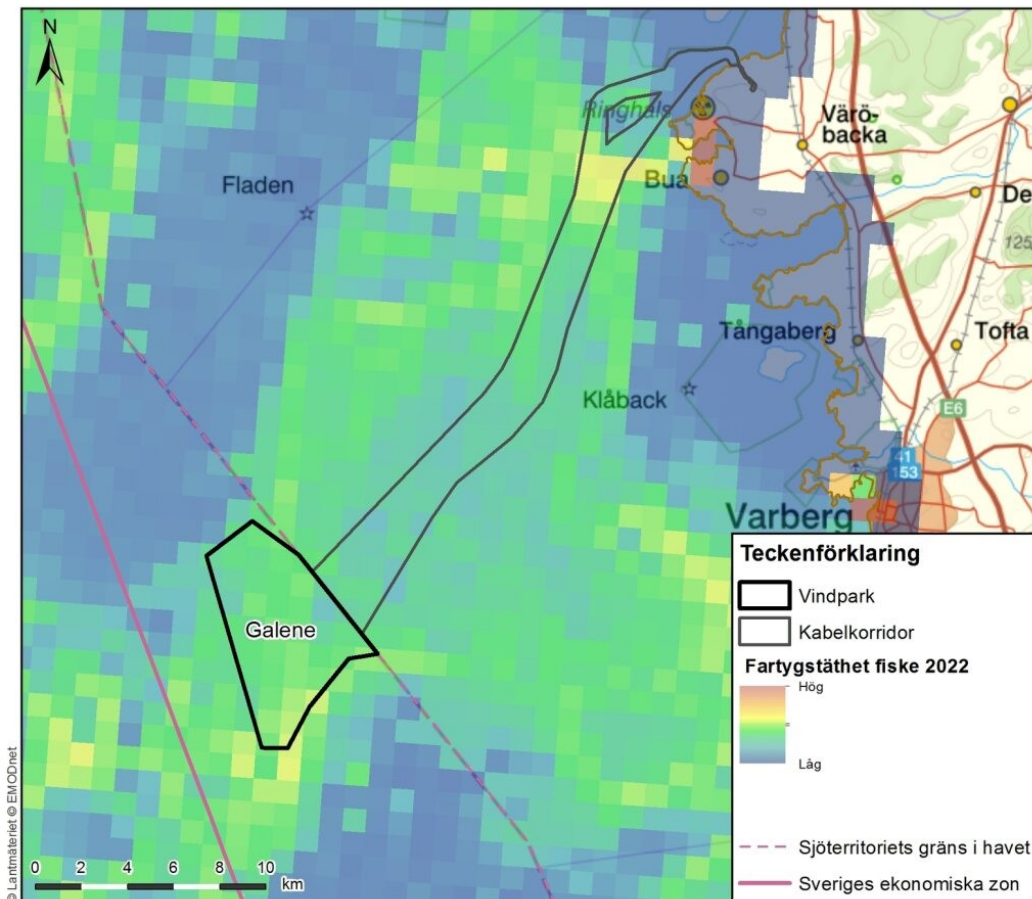 N
Ringhals
Värö-
backa
Fladen
Bua
De
125
Tångaberg
Tofta
Klåback
E6
41
153
Varberg
Galene
Teckenförklaring
Vindpark
Kabelkorridor
Fartygstäthet fiske 2022
Hög
Låg
Sjöterritoriets gräns i havet
Sveriges ekonomiska zon
0 2 4 6 8 10
km
© Lantmäteriet © EMODnet